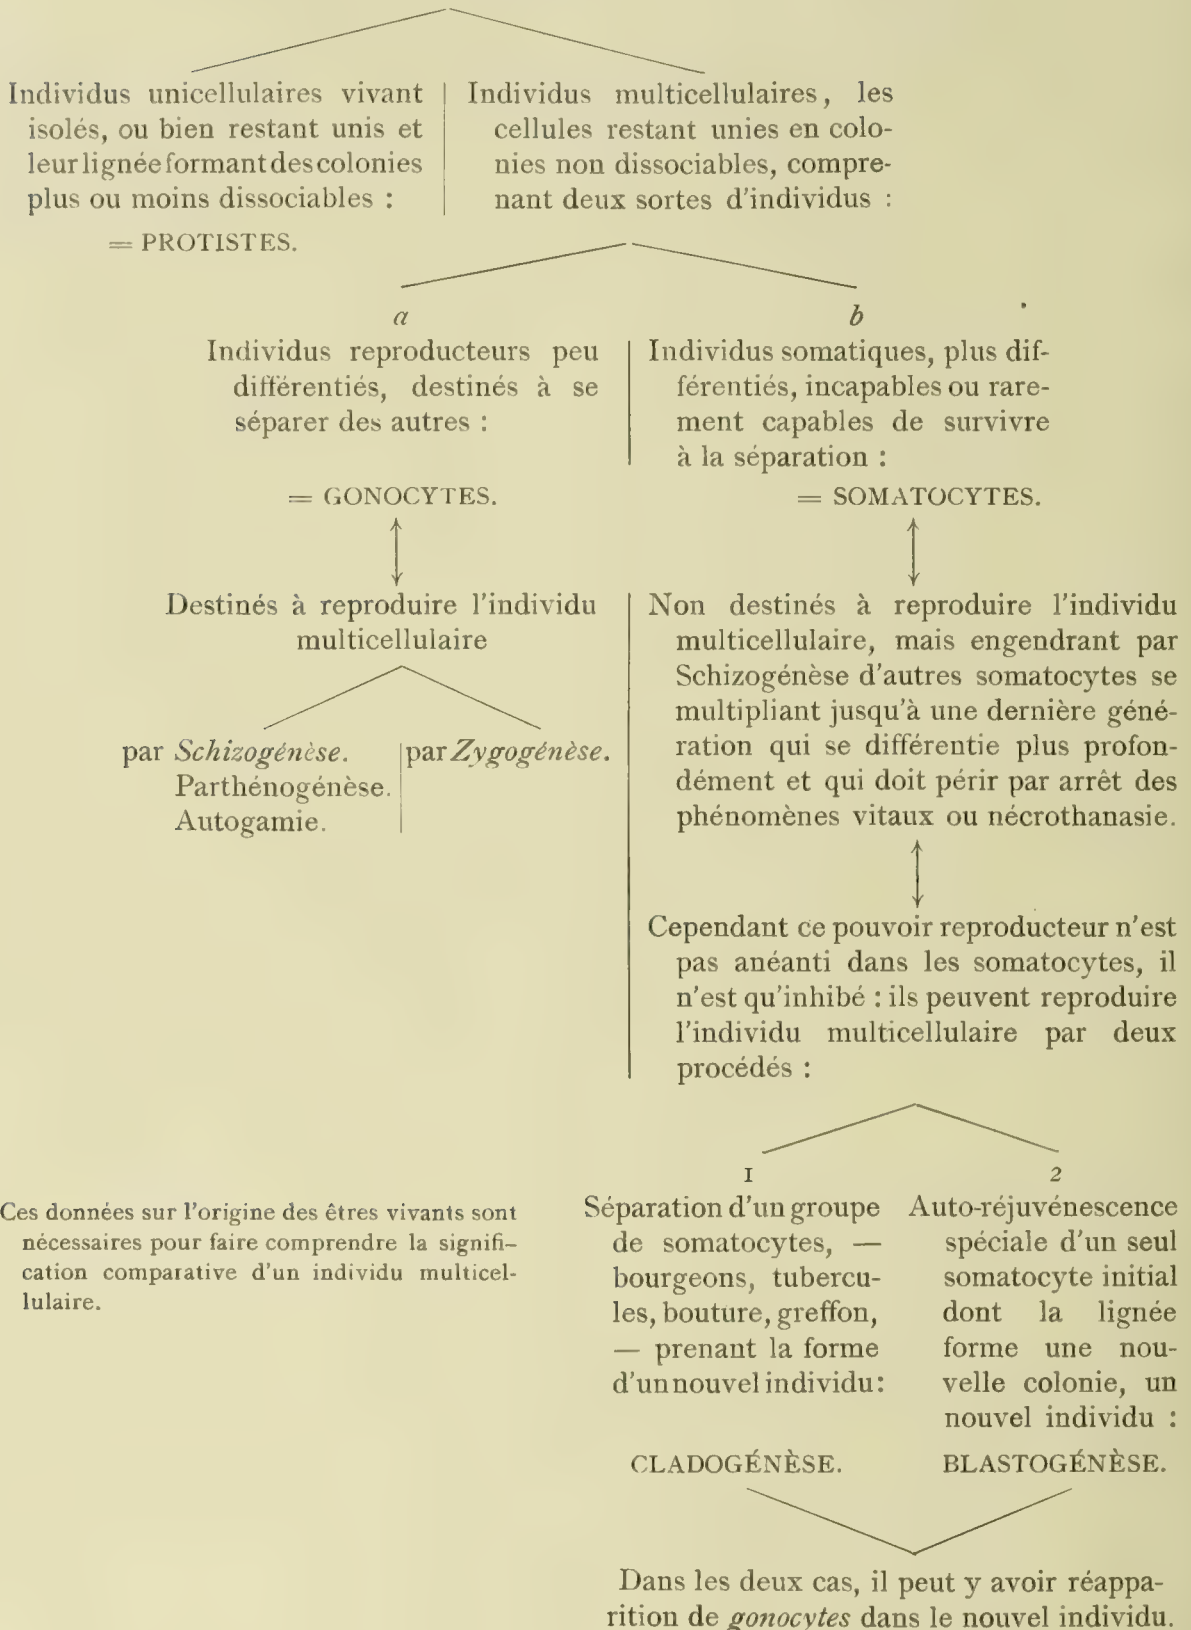 Individus unicellulaires vivant
isolés, ou bien restant unis et
leur lignée formant des colonies
plus ou moins dissociables :
= PROTISTES.
Individus multicellulaires, les
cellules restant unies en colo-
nies non dissociables, compre-
nant deux sortes d'individus :
a
Individus reproducteurs peu
différentiés, destinés à se
séparer des autres :
= GONOCYTES.
b
Individus somatiques, plus dif-
férentiés, incapables ou rare-
ment capables de survivre
à la séparation :
= SOMATOCYTES.
Destinés à reproduire l'individu
multicellulaire
par Schizogénèse.
Parthénogénèse.
Autogamie.
par Zygogénèse.
Non destinés à reproduire l'individu
multicellulaire, mais engendrant par
Schizogénèse d'autres somatocytes se
multipliant jusqu'à une dernière géné-
ration qui se différentie plus profon-
dément et qui doit périr par arrêt des
phénomènes vitaux ou nécrothanasie.
Cependant ce pouvoir reproducteur n'est
pas anéanti dans les somatocytes, il
n'est qu'inhibé : ils peuvent reproduire
l'individu multicellulaire par deux
procédés :
Ces données sur l'origine des êtres vivants sont
nécessaires pour faire comprendre la signifi-
cation comparative d'un individu multicel-
lulaire.
1
Séparation d'un groupe
de somatocytes, —
bourgeons, tubercu-
les, bouture, greffon,
— prenant la forme
d'un nouvel individu:
CLADOGÉNÈSE.
2
Auto-réjuvénescence
spéciale d'un seul
somatocyte initial
dont la lignée
forme une nou-
velle colonie, un
nouvel individu :
BLASTOGÉNÈSE.
Dans les deux cas, il peut y avoir réappa-
rition de gonocytes dans le nouvel individu.